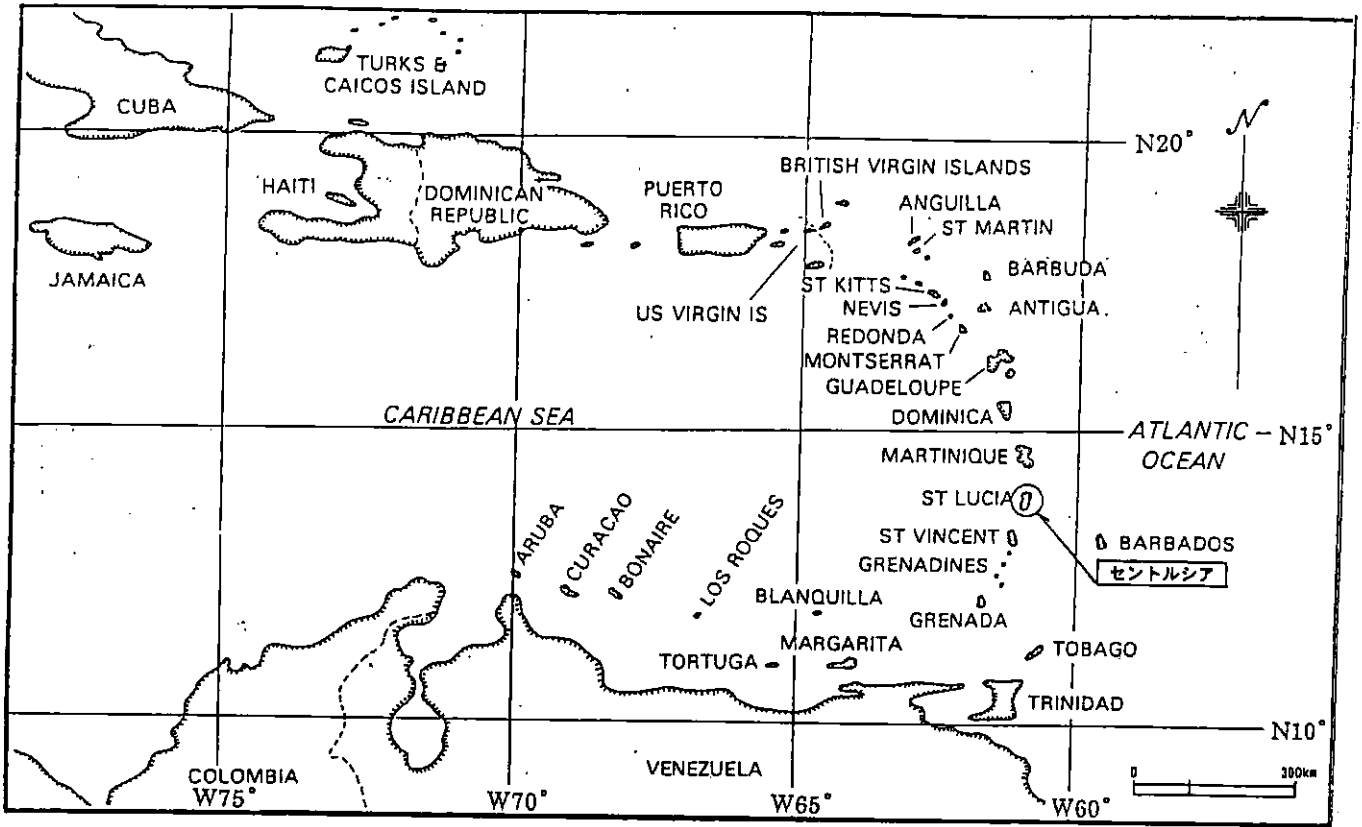 TURKS &
CAICOS ISLAND
CUBA
N20°
N
BRITISH VIRGIN ISLANDS
HAITI
DOMINICAN
REPUBLIC
PUERTO
RICO
ANGUILLA
ST MARTIN
JAMAICA
BARBUDA
ST KITTS
US VIRGIN IS
NEVIS
ANTIGUA
REDONDA
MONTSERRAT
GUADELOUPE
CARIBBEAN SEA
DOMINICA
ATLANTIC
OCEAN
N15°
MARTINIQUE
ST LUCIA
ARUBA
CURACAO
BONAIRE
LOS ROQUES
ST VINCENT
BARBADOS
GRENADINES
セントルシア
BLANQUILLA
GRENADA
TORTUGA
MARGARITA
TOBAGO
TRINIDAD
N10°
COLOMBIA
VENEZUELA
0 300km
W75°
W70°
W65°
W60°